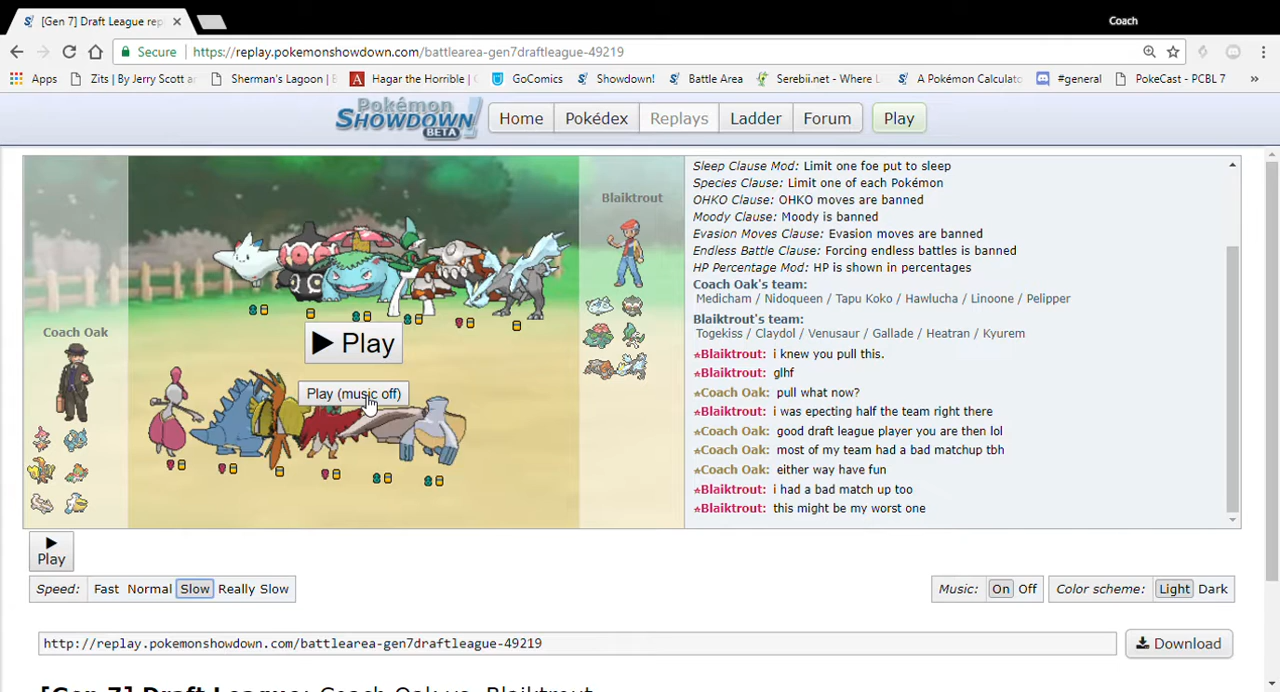 [Gen 7] Draft League rep
Coach
Secure
https://replay.pokemonshowdown.com/battlearea-gen7draftleague-49219
Apps
Zits | By Jerry Scott a
Sherman's Lagoon |
Hagar the Horrible |
GoComics
Showdown!
Battle Area
Serebii.net - Where
A Pokémon Calculato
#general
PokeCast - PCBL 7
»
Pokémon
SHOWDOWN!
BETA
Home
Pokédex
Replays
Ladder
Forum
Play
Coach Oak
Blaiktrout
Play
Play (music off)
Sleep Clause Mod: Limit one foe put to sleep
Species Clause: Limit one of each Pokémon
OHKO Clause: OHKO moves are banned
Moody Clause: Moody is banned
Evasion Moves Clause: Evasion moves are banned
Endless Battle Clause: Forcing endless battles is banned
HP Percentage Mod: HP is shown in percentages
Coach Oak's team:
Medicham / Nidoqueen / Tapu Koko / Hawlucha / Linoone / Pelipper
Blaiktrout's team:
Togekiss / Claydol / Venusaur / Gallade / Heatran / Kyurem
☆Blaiktrout: i knew you pull this.
☆Blaiktrout: glhf
☆Coach Oak: pull what now?
☆Blaiktrout: i was epecting half the team right there
☆Coach Oak: good draft league player you are then lol
☆Coach Oak: most of my team had a bad matchup tbh
☆Coach Oak: either way have fun
☆Blaiktrout: i had a bad match up too
☆Blaiktrout: this might be my worst one
Play
Speed: Fast Normal Slow Really Slow
Music: On Off
Color scheme: Light Dark
http://replay.pokemonshowdown.com/battlearea-gen7draftleague-49219
Download
[Gen 7] Draft League: Coach Oak vs. Blaiktrout